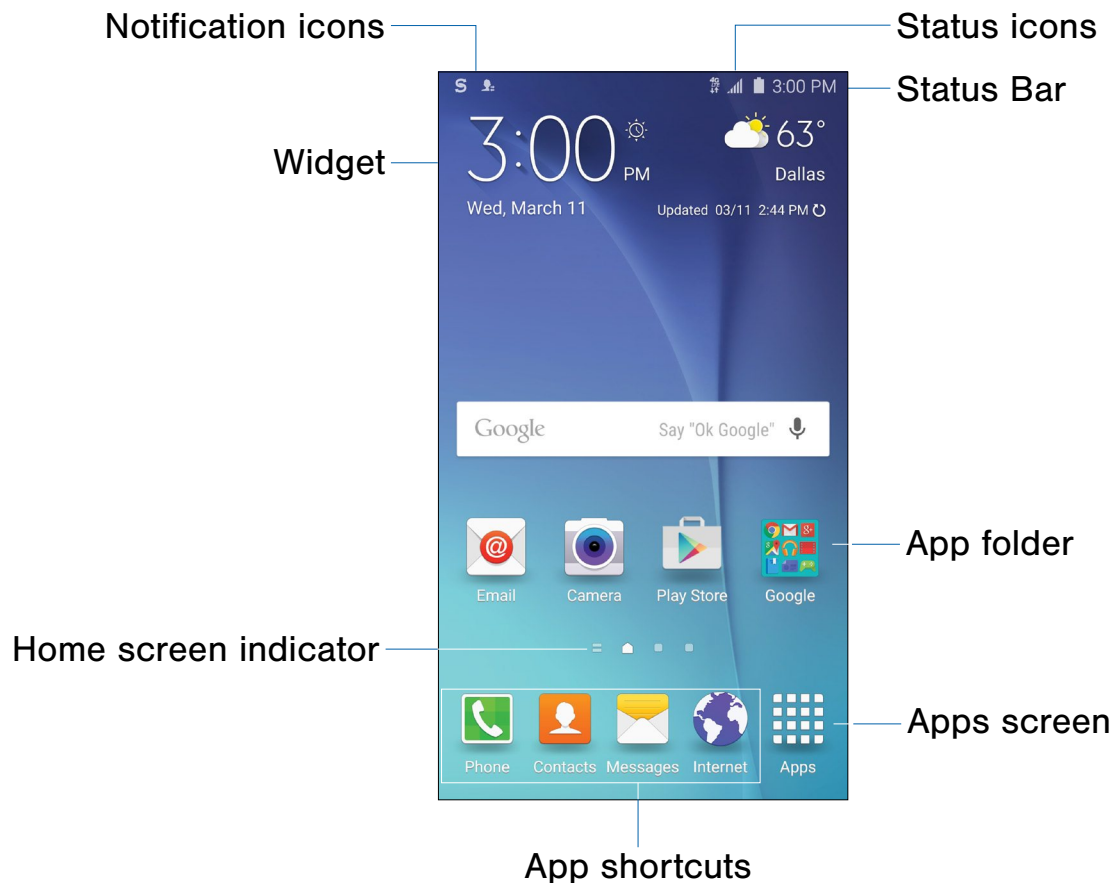 Notification icons
Status icons
Status Bar
Widget
S
4G
LTE
3:00 PM
3:00 PM
Wed, March 11
63°
Dallas
Updated 03/11 2:44 PM
Google
Say "Ok Google"
@
Email
Camera
Play Store
Google
App folder
Home screen indicator
Phone
Contacts
Messages
Internet
Apps
Apps screen
App shortcuts